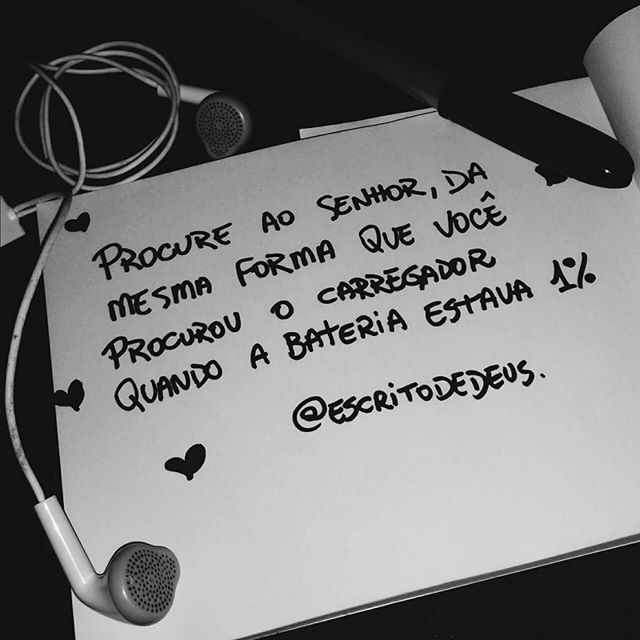 PROCURE AO SENHOR, DA
MESMA FORMA QUE VOCÊ
PROCUROU O CARREGADOR
QUANDO A BATERIA ESTAVA 1%
@ESCRITODEDEUS.